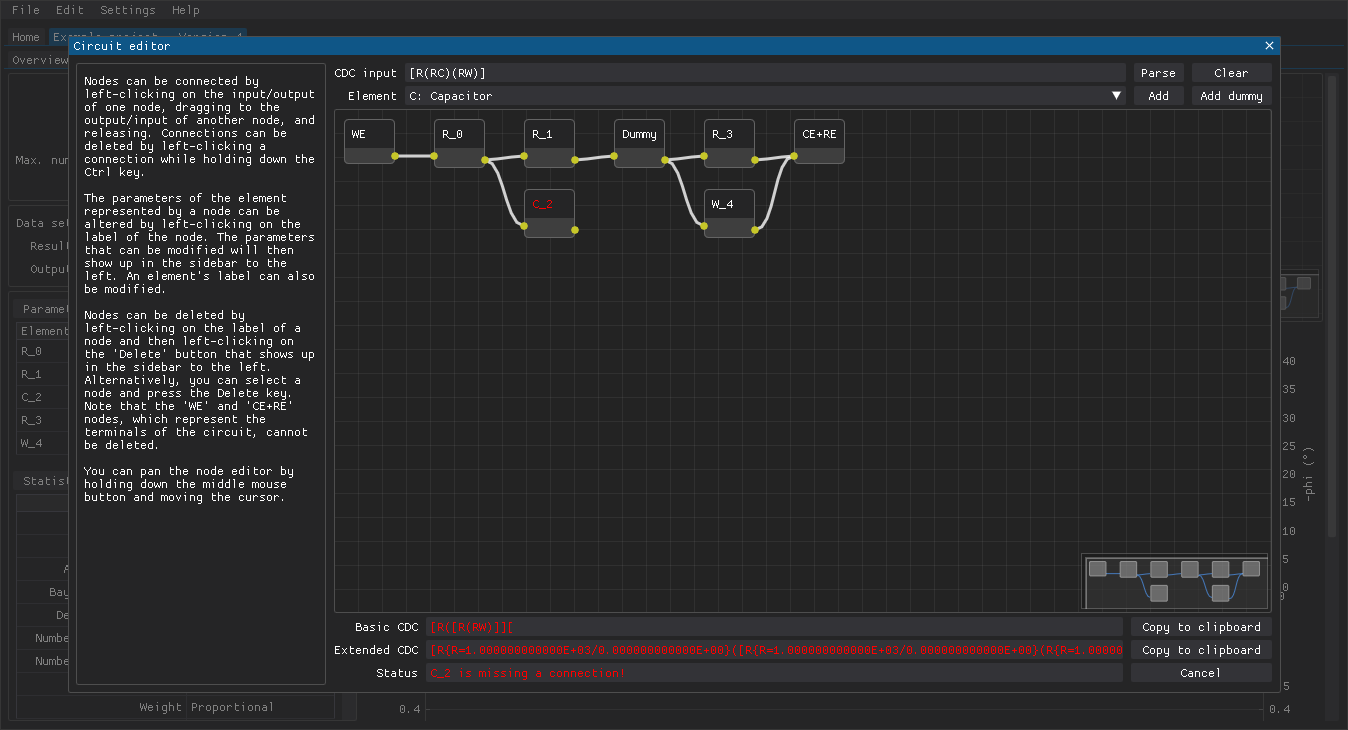 File Edit Settings Help
Home Example project - Version 4
Circuit editor
Overview
Nodes can be connected by
left-clicking on the input/output
of one node, dragging to the
output/input of another node, and
releasing. Connections can be
deleted by left-clicking a
connection while holding down the
Ctrl key.
The parameters of the element
represented by a node can be
altered by left-clicking on the
label of the node. The parameters
that can be modified will then
show up in the sidebar to the
left. An element's label can also
be modified.
Nodes can be deleted by
left-clicking on the label of a
node and then left-clicking on
the 'Delete' button that shows up
in the sidebar to the left.
Alternatively, you can select a
node and press the Delete key.
Note that the 'WE' and 'CE+RE'
nodes, which represent the
terminals of the circuit, cannot
be deleted.
You can pan the node editor by
holding down the middle mouse
button and moving the cursor.
CDC input [R(RC)(RW)] Parse Clear
Element C: Capacitor Add Add dummy
WE R_0 R_1 Dummy R_3 CE+RE
C_2 W_4
Basic CDC [R([R(RW)]][ Copy to clipboard
Extended CDC [R{R=1.000000000000E+03/0.000000000000E+00}([R{R=1.000000000000E+03/0.000000000000E+00}(R{R=1.00000 Copy to clipboard
Status C_2 is missing a connection! Cancel
Max. num
Data set
Result
Output
Paramet
Element
R_0
R_1
C_2
R_3
W_4
Statist
Bay
De
Number
Number
Weight Proportional
40
35
30
25
20
15
10
5
0
-phi (°)
5
0.4
0.4